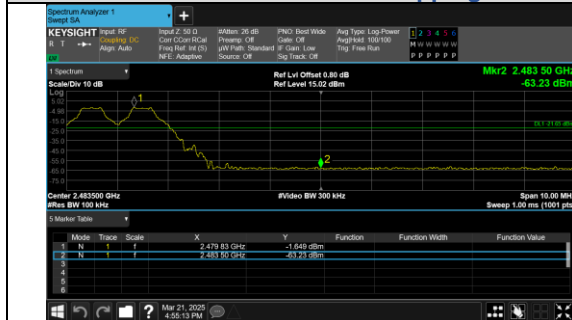 Spectrum Analyzer 1
Swept SA
+
KEYSIGHT Input: RF Input Z: 50 Ω #Atten: 26 dB PNO: Best Wide Avg Type: Log-Power 1 2 3 4 5 6
R T Coupling: DC Corr CCorr RCal Preamp: Off Gate: Off Avg|Hold: 100/100 M W W W W W
Align: Auto Freq Ref: Int (S) µW Path: Standard IF Gain: Low Trig: Free Run
NFE: Adaptive Source: Off Sig Track: Off P P P P P P
1 Spectrum Ref Lvl Offset 0.80 dB Mkr2 2.483 50 GHz
Scale/Div 10 dB Ref Level 15.02 dBm -63.23 dBm
Log
5.02
-4.98
-15.0
-25.0
-35.0
-45.0
-55.0
-65.0
-75.0
1
2
DL1 -21.65 dBm
Center 2.483500 GHz #Video BW 300 kHz Span 10.00 MHz
#Res BW 100 kHz Sweep 1.00 ms (1001 pts)
5 Marker Table
Mode Trace Scale X Y Function Function Width Function Value
1 N 1 f 2.479 83 GHz -1.649 dBm
2 N 1 f 2.483 50 GHz -63.23 dBm
3
4
5
6
? Mar 21, 2025
4:55:13 PM